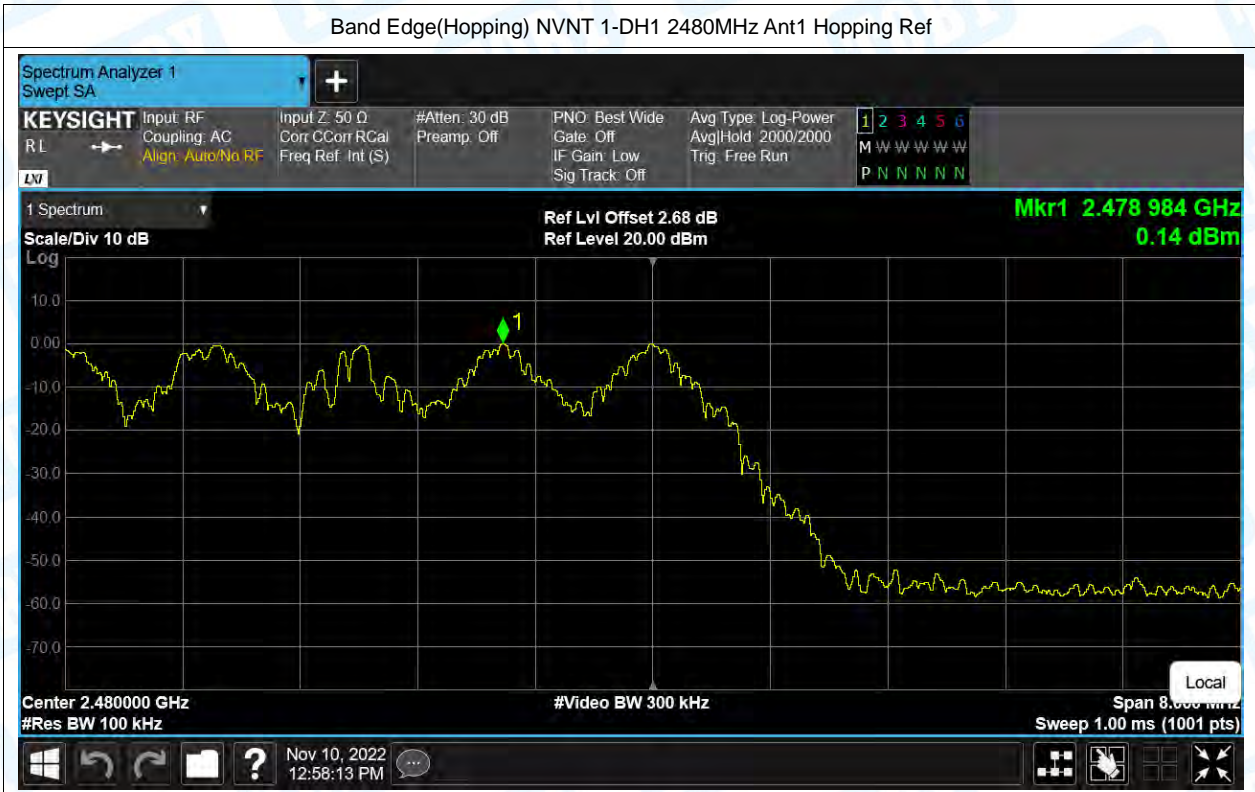 Band Edge(Hopping) NVNT 1-DH1 2480MHz Ant1 Hopping Ref
Spectrum Analyzer 1
Swept SA
+
KEYSIGHT Input: RF Input Z: 50 Ω #Atten: 30 dB PNO: Best Wide Avg Type: Log-Power 1 2 3 4 5 6
RL Coupling: AC Corr CCorr RCal Preamp: Off Gate: Off Avg|Hold: 2000/2000 M W W W W W
Align: Auto/No RF Freq Ref: Int (S) IF Gain: Low Trig: Free Run
LXI Sig Track: Off P N N N N N
1 Spectrum Ref Lvl Offset 2.68 dB Mkr1 2.478 984 GHz
Scale/Div 10 dB Ref Level 20.00 dBm 0.14 dBm
Log
10.0
1
0.00
-10.0
-20.0
-30.0
-40.0
-50.0
-60.0
-70.0
Local
Center 2.480000 GHz #Video BW 300 kHz Span
#Res BW 100 kHz Sweep 1.00 ms (1001 pts)
?
Nov 10, 2022
12:58:13 PM